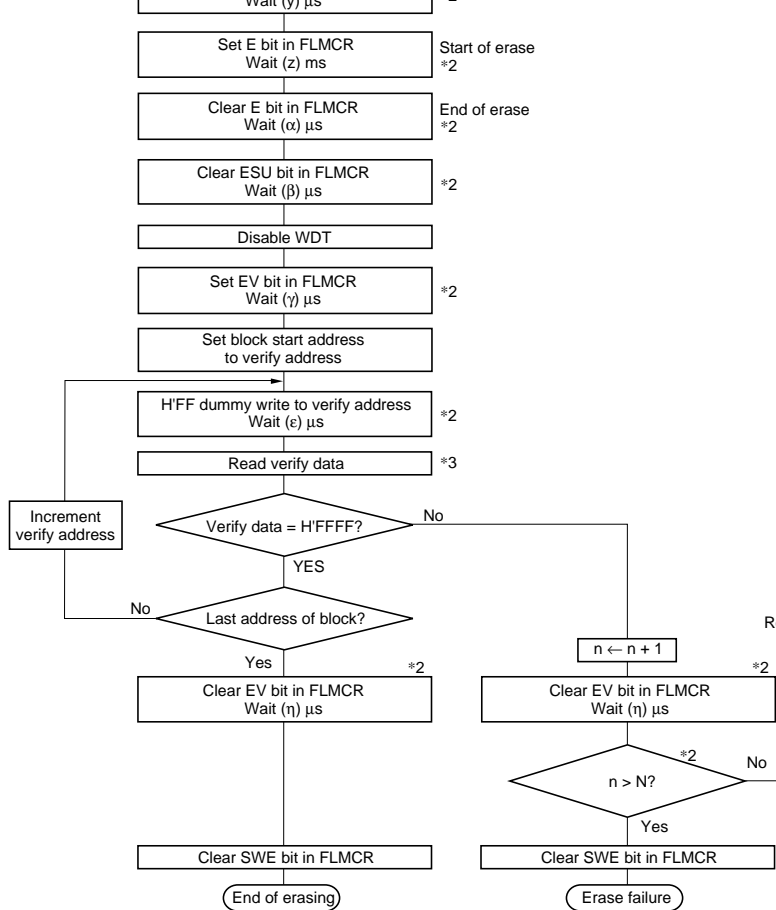 Wait (y) µs
Set E bit in FLMCR
Wait (z) ms
Start of erase
*2
Clear E bit in FLMCR
Wait (α) µs
End of erase
*2
Clear ESU bit in FLMCR
Wait (β) µs
*2
Disable WDT
Set EV bit in FLMCR
Wait (γ) µs
*2
Set block start address
to verify address
H'FF dummy write to verify address
Wait (ε) µs
*2
Read verify data
*3
Increment
verify address
Verify data = H'FFFF?
No
YES
No
Last address of block?
Yes
*2
Clear EV bit in FLMCR
Wait (η) µs
n ← n + 1
*2
Clear EV bit in FLMCR
Wait (η) µs
*2
n > N?
No
Yes
Clear SWE bit in FLMCR
Clear SWE bit in FLMCR
End of erasing
Erase failure